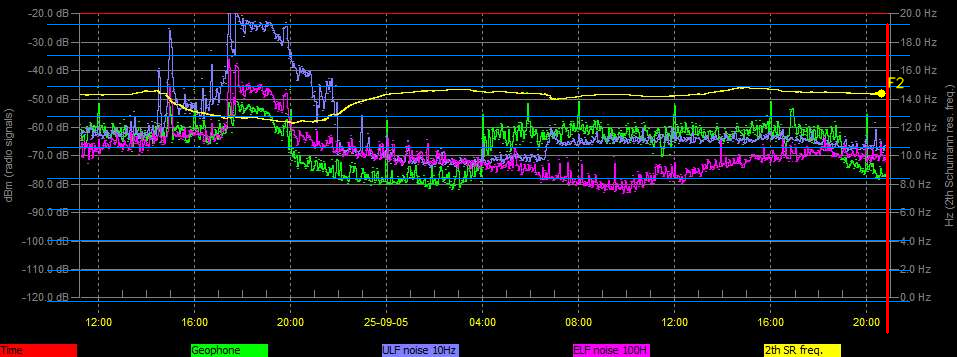 -20.0 dB 20.0 Hz
-30.0 dB 18.0 Hz
-40.0 dB 16.0 Hz
F2
-50.0 dB 14.0 Hz
-60.0 dB 12.0 Hz
-70.0 dB 10.0 Hz
-80.0 dB 8.0 Hz
-90.0 dB 6.0 Hz
-100.0 dB 4.0 Hz
-110.0 dB 2.0 Hz
-120.0 dB 0.0 Hz
dBm (radio signals)
Hz (2th Schumann res. freq.)
12:00 16:00 20:00 25-09-05 04:00 08:00 12:00 16:00 20:00
Time Geophone ULF noise 10Hz ELF noise 100H 2th SR freq.